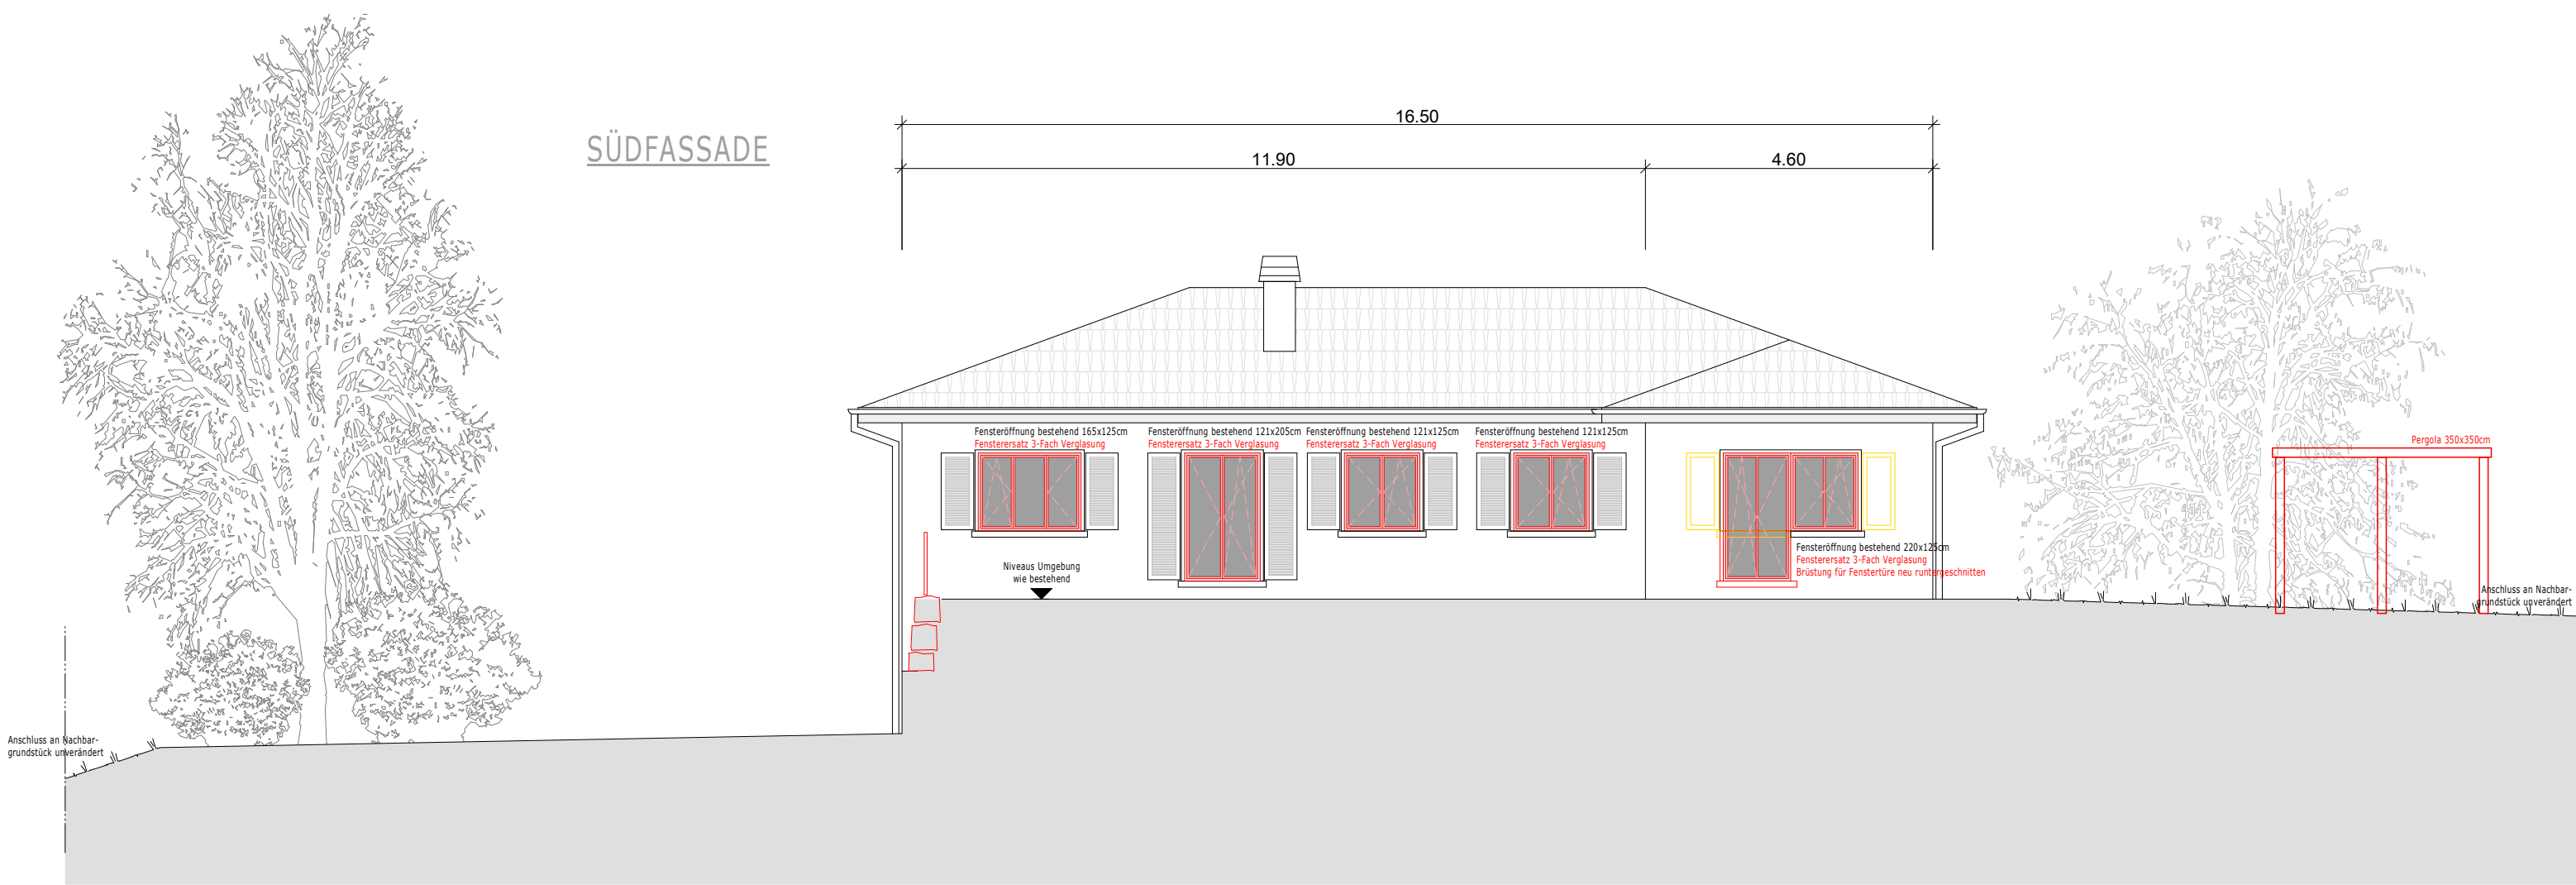 SÜDFASSADE
16.50
11.90
4.60
Fensteröffnung bestehend 165x125cm
Fensterersatz 3-Fach Verglasung
Fensteröffnung bestehend 121x205cm
Fensterersatz 3-Fach Verglasung
Fensteröffnung bestehend 121x125cm
Fensterersatz 3-Fach Verglasung
Fensteröffnung bestehend 121x125cm
Fensterersatz 3-Fach Verglasung
Pergola 350x350cm
Fensteröffnung bestehend 220x125cm
Fensterersatz 3-Fach Verglasung
Brüstung für Fenstertüre neu runtergeschnitten
Niveaus Umgebung
wie bestehend
Anschluss an Nachbar-
grundstück unverändert
Anschluss an Nachbar-
grundstück unverändert